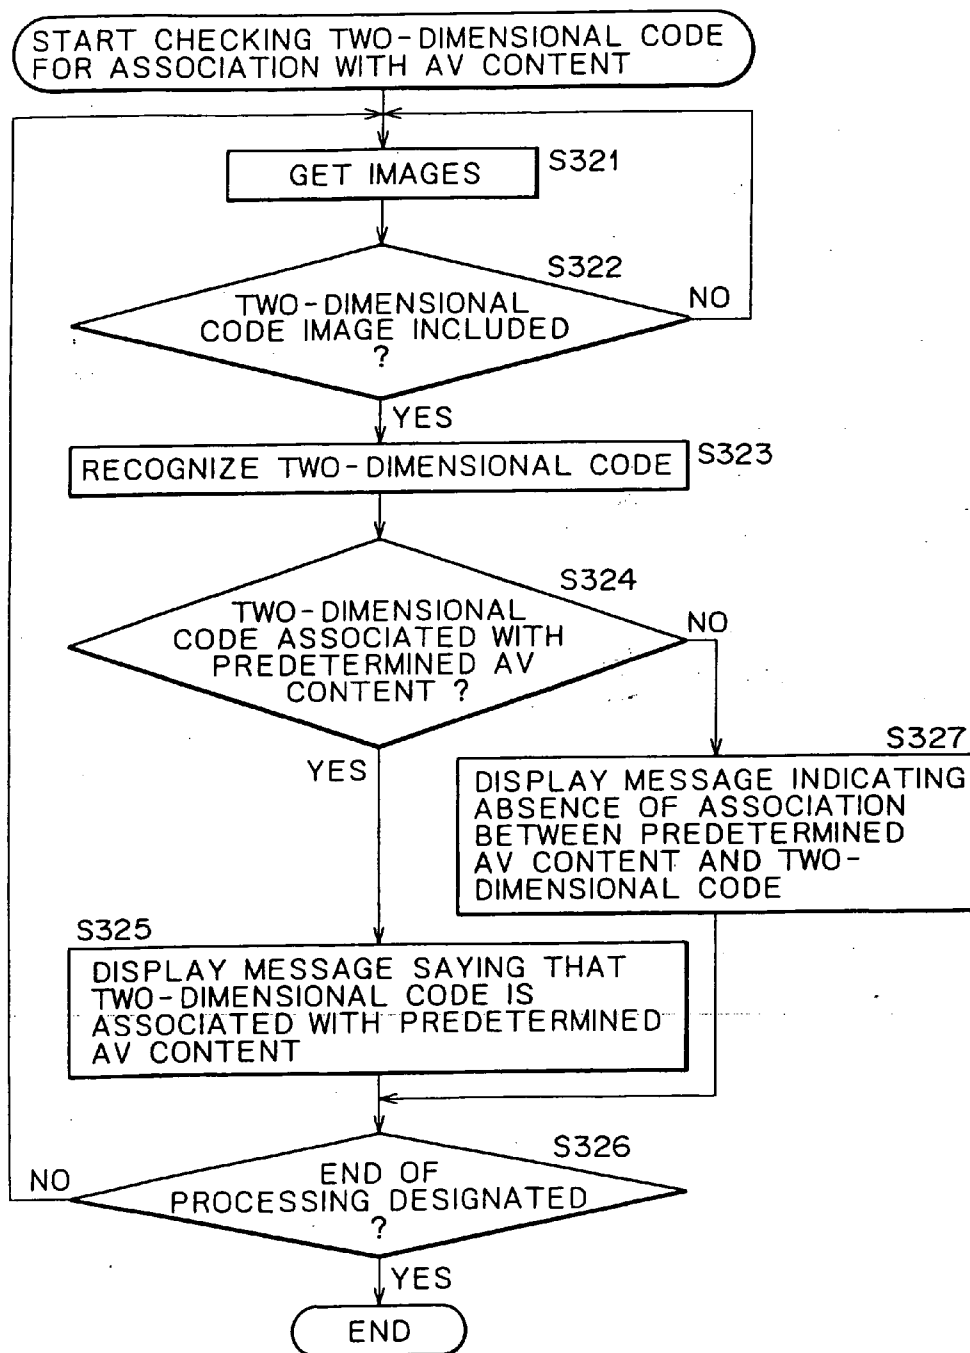 START CHECKING TWO-DIMENSIONAL CODE
FOR ASSOCIATION WITH AV CONTENT
GET IMAGES
S321
S322
TWO-DIMENSIONAL
CODE IMAGE INCLUDED
?
NO
YES
RECOGNIZE TWO-DIMENSIONAL CODE
S323
S324
TWO-DIMENSIONAL
CODE ASSOCIATED WITH
PREDETERMINED AV
CONTENT ?
NO
YES
S327
DISPLAY MESSAGE INDICATING
ABSENCE OF ASSOCIATION
BETWEEN PREDETERMINED
AV CONTENT AND TWO-
DIMENSIONAL CODE
S325
DISPLAY MESSAGE SAYING THAT
TWO-DIMENSIONAL CODE IS
ASSOCIATED WITH PREDETERMINED
AV CONTENT
S326
END OF
PROCESSING DESIGNATED
?
NO
YES
END